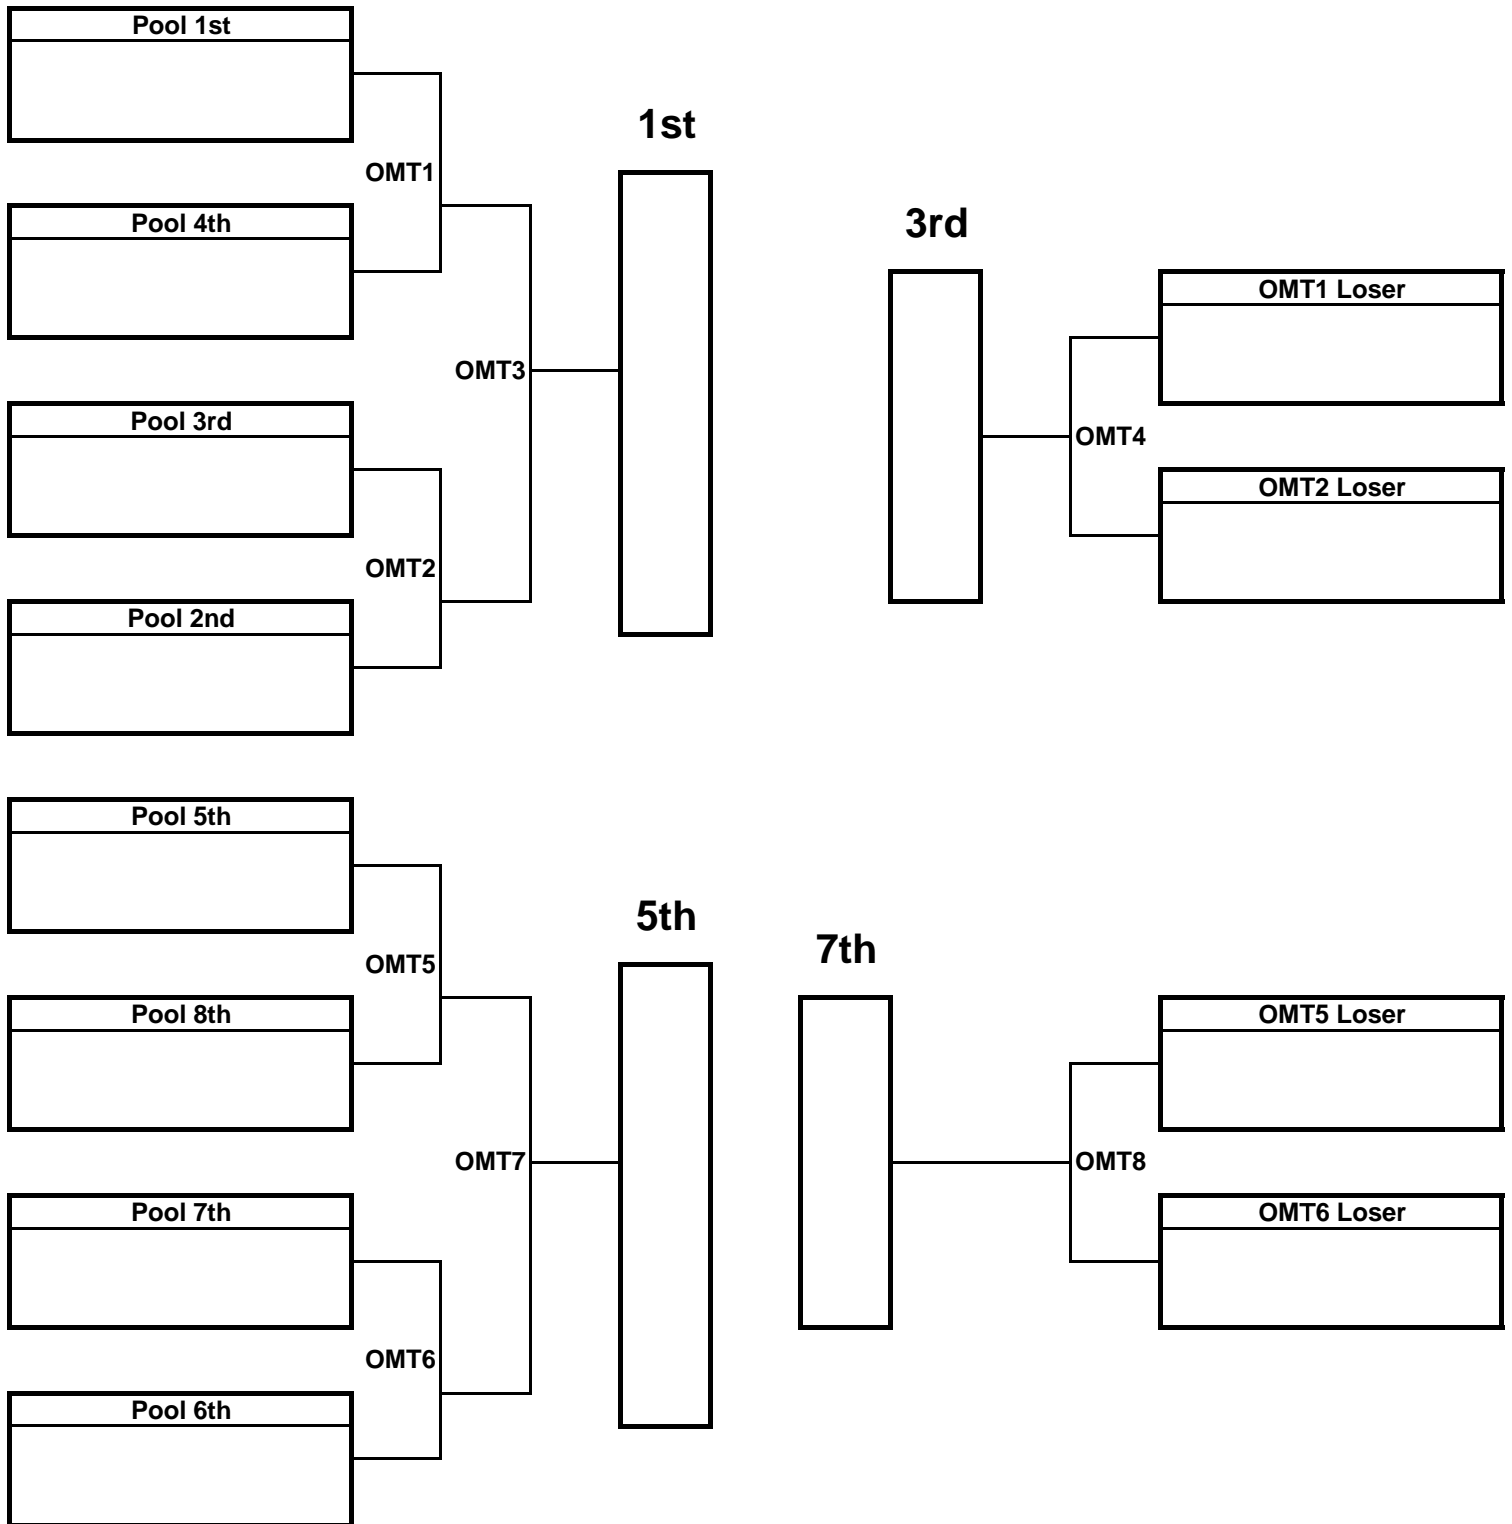 Pool 1st
1st
OMT1
Pool 4th
3rd
OMT1 Loser
OMT3
Pool 3rd
OMT4
OMT2 Loser
OMT2
Pool 2nd
Pool 5th
5th
7th
OMT5
Pool 8th
OMT5 Loser
OMT7
OMT8
Pool 7th
OMT6 Loser
OMT6
Pool 6th